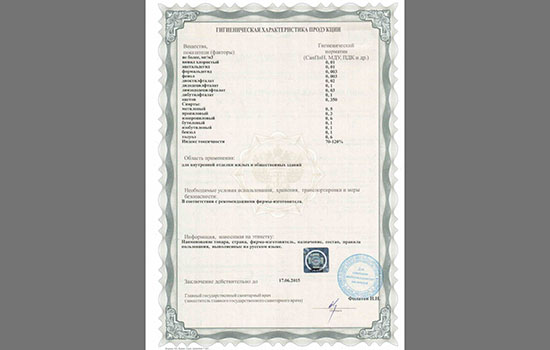 ГИГИЕНИЧЕСКАЯ ХАРАКТЕРИСТИКА ПРОДУКЦИИ
Вещества, Гигиенический
показатели (факторы): норматив
не более, мг/м3 (СанПиН, МДУ, ПДК и др.)
винил хлористый 0,01
ацетальдегид 0,01
формальдегид 0,003
фенол 0,003
диоктилфталат 0,02
дидодецилфталат 0,1
0,03
дибутилфталат 0,1
ацетон 0,350
Спирты:
метиловый 0,5
пропиловый 0,3
изопропиловый 0,6
бутиловый 0,1
изобутиловый 0,1
бензол 0,1
толуол 0,6
Индекс токсичности 70-120%
Область применения:
для внутренней отделки жилых и общественных зданий
Необходимые условия использования, хранения, транспортировки и меры
безопасности:
В соответствии с рекомендациями фирмы-изготовителя.
Информация, наносимая на этикетку:
Наименование товара, страна, фирма-изготовитель, назначение, состав, правила
пользования, выполненные на русском языке.
Заключение действительно до 17.06.2015
Главный государственный санитарный врач
(заместитель главного государственного санитарного врача)
Филатов Н.Н.